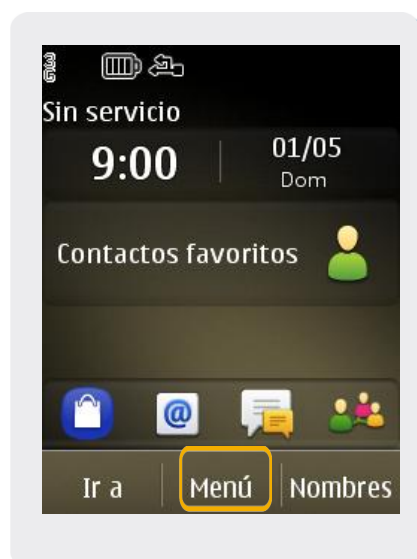 3G
Sin servicio
9:00
01/05
Dom
Contactos favoritos
@
Ir a
Menú
Nombres